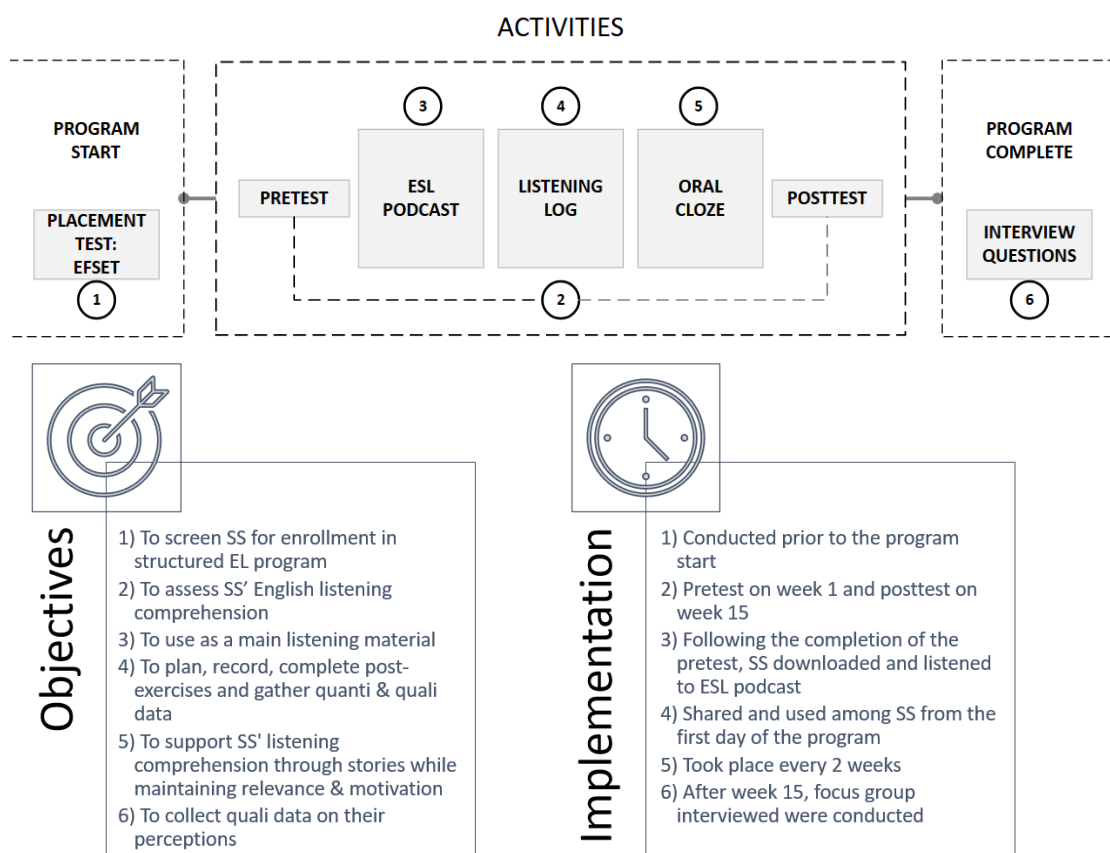 ACTIVITIES
PROGRAM
START
PLACEMENT
TEST:
EFSET
1
3
4
5
PRETEST
ESL
PODCAST
LISTENING
LOG
ORAL
CLOZE
POSTTEST
2
PROGRAM
COMPLETE
INTERVIEW
QUESTIONS
6
Objectives
1) To screen SS for enrollment in
structured EL program
2) To assess SS’ English listening
comprehension
3) To use as a main listening material
4) To plan, record, complete post-
exercises and gather quanti & quali
data
5) To support SS' listening
comprehension through stories while
maintaining relevance & motivation
6) To collect quali data on their
perceptions
Implementation
1) Conducted prior to the program
start
2) Pretest on week 1 and posttest on
week 15
3) Following the completion of the
pretest, SS downloaded and listened
to ESL podcast
4) Shared and used among SS from the
first day of the program
5) Took place every 2 weeks
6) After week 15, focus group
interviewed were conducted